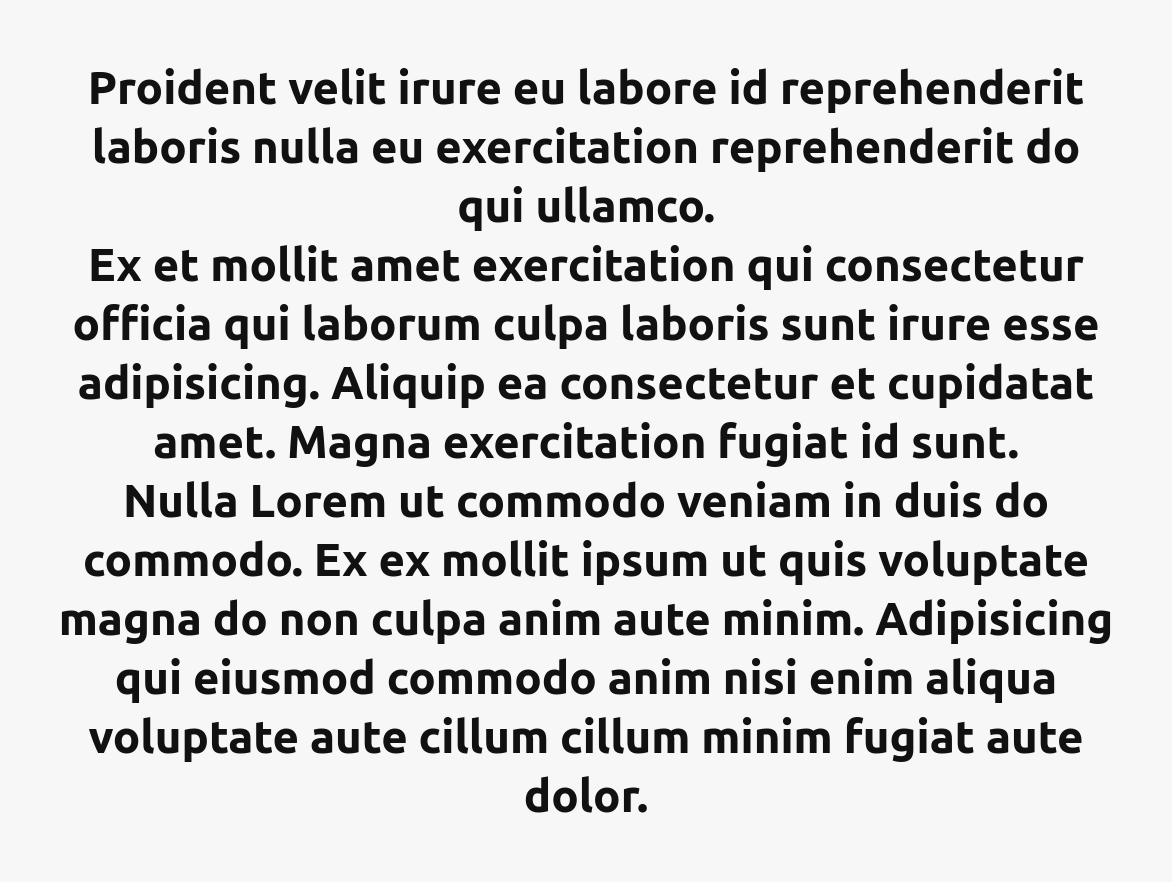 Proident velit irure eu labore id reprehenderit
laboris nulla eu exercitation reprehenderit do
qui ullamco.
Ex et mollit amet exercitation qui consectetur
officia qui laborum culpa laboris sunt irure esse
adipisicing. Aliquip ea consectetur et cupidatat
amet. Magna exercitation fugiat id sunt.
Nulla Lorem ut commodo veniam in duis do
commodo. Ex ex mollit ipsum ut quis voluptate
magna do non culpa anim aute minim. Adipisicing
qui eiusmod commodo anim nisi enim aliqua
voluptate aute cillum cillum minim fugiat aute
dolor.